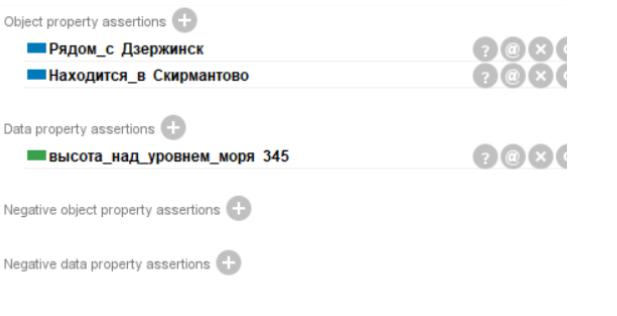 Object property assertions
Рядом_с Дзержинск
Находится_в Скирмантово
Data property assertions
высота_над_уровнем_моря 345
Negative object property assertions
Negative data property assertions